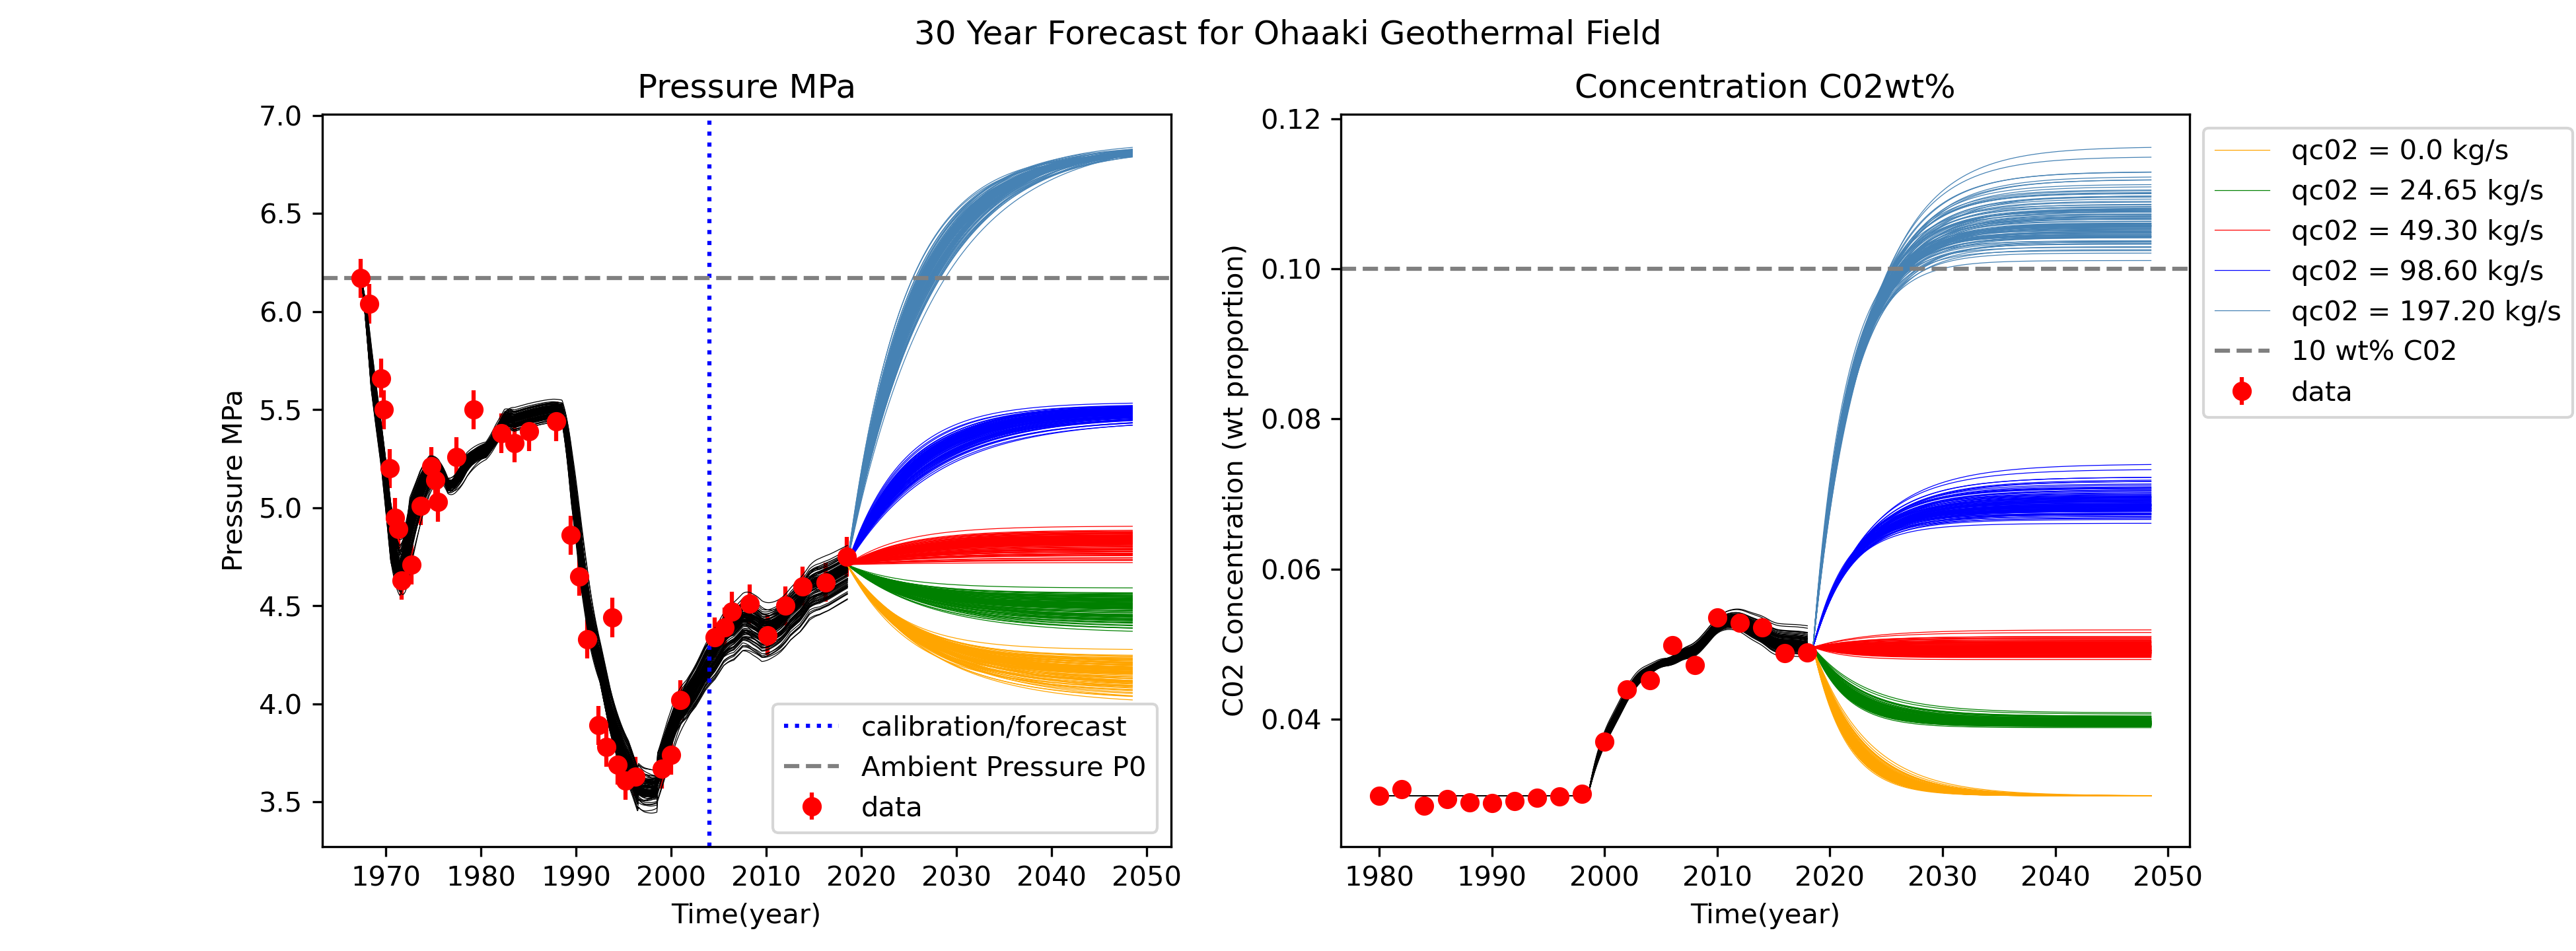 30 Year Forecast for Ohaaki Geothermal Field
Pressure MPa
7.0
6.5
6.0
5.5
5.0
4.5
4.0
3.5
Pressure MPa
1970 1980 1990 2000 2010 2020 2030 2040 2050
Time(year)
calibration/forecast
Ambient Pressure P0
data
Concentration C02wt%
0.12
0.10
0.08
0.06
0.04
C02 Concentration (wt proportion)
1980 1990 2000 2010 2020 2030 2040 2050
Time(year)
qc02 = 0.0 kg/s
qc02 = 24.65 kg/s
qc02 = 49.30 kg/s
qc02 = 98.60 kg/s
qc02 = 197.20 kg/s
10 wt% C02
data